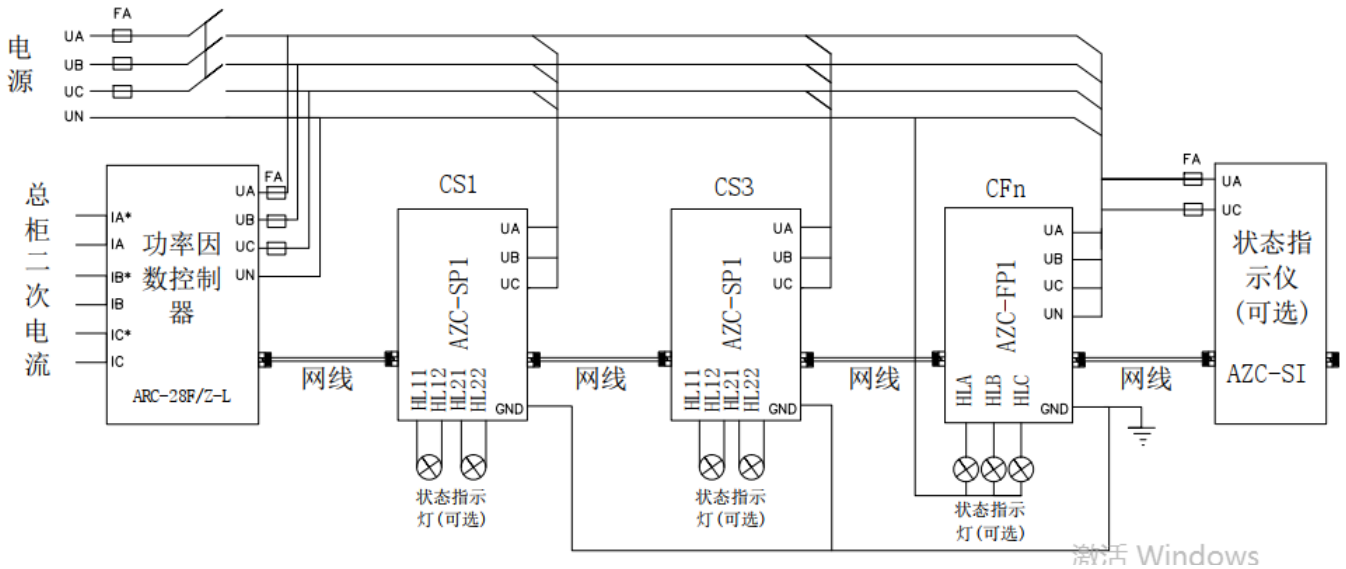 电源
FA
UA
UB
UC
UN
总柜二次电流
IA*
IA
IB*
IB
IC*
IC
功率因
数控制
器
ARC-28F/Z-L
FA
UA
UB
UC
UN
网线
CS1
AZC-SP1
UA
UB
UC
HL11
HL12
HL21
HL22
GND
状态指示
灯(可选)
网线
CS3
AZC-SP1
UA
UB
UC
HL11
HL12
HL21
HL22
GND
状态指示
灯(可选)
网线
CFn
AZC-FP1
UA
UB
UC
UN
HLA
HLB
HLC
GND
状态指示
灯(可选)
网线
FA
UA
UC
状态指
示仪
(可选)
AZC-SI
激活 Windows